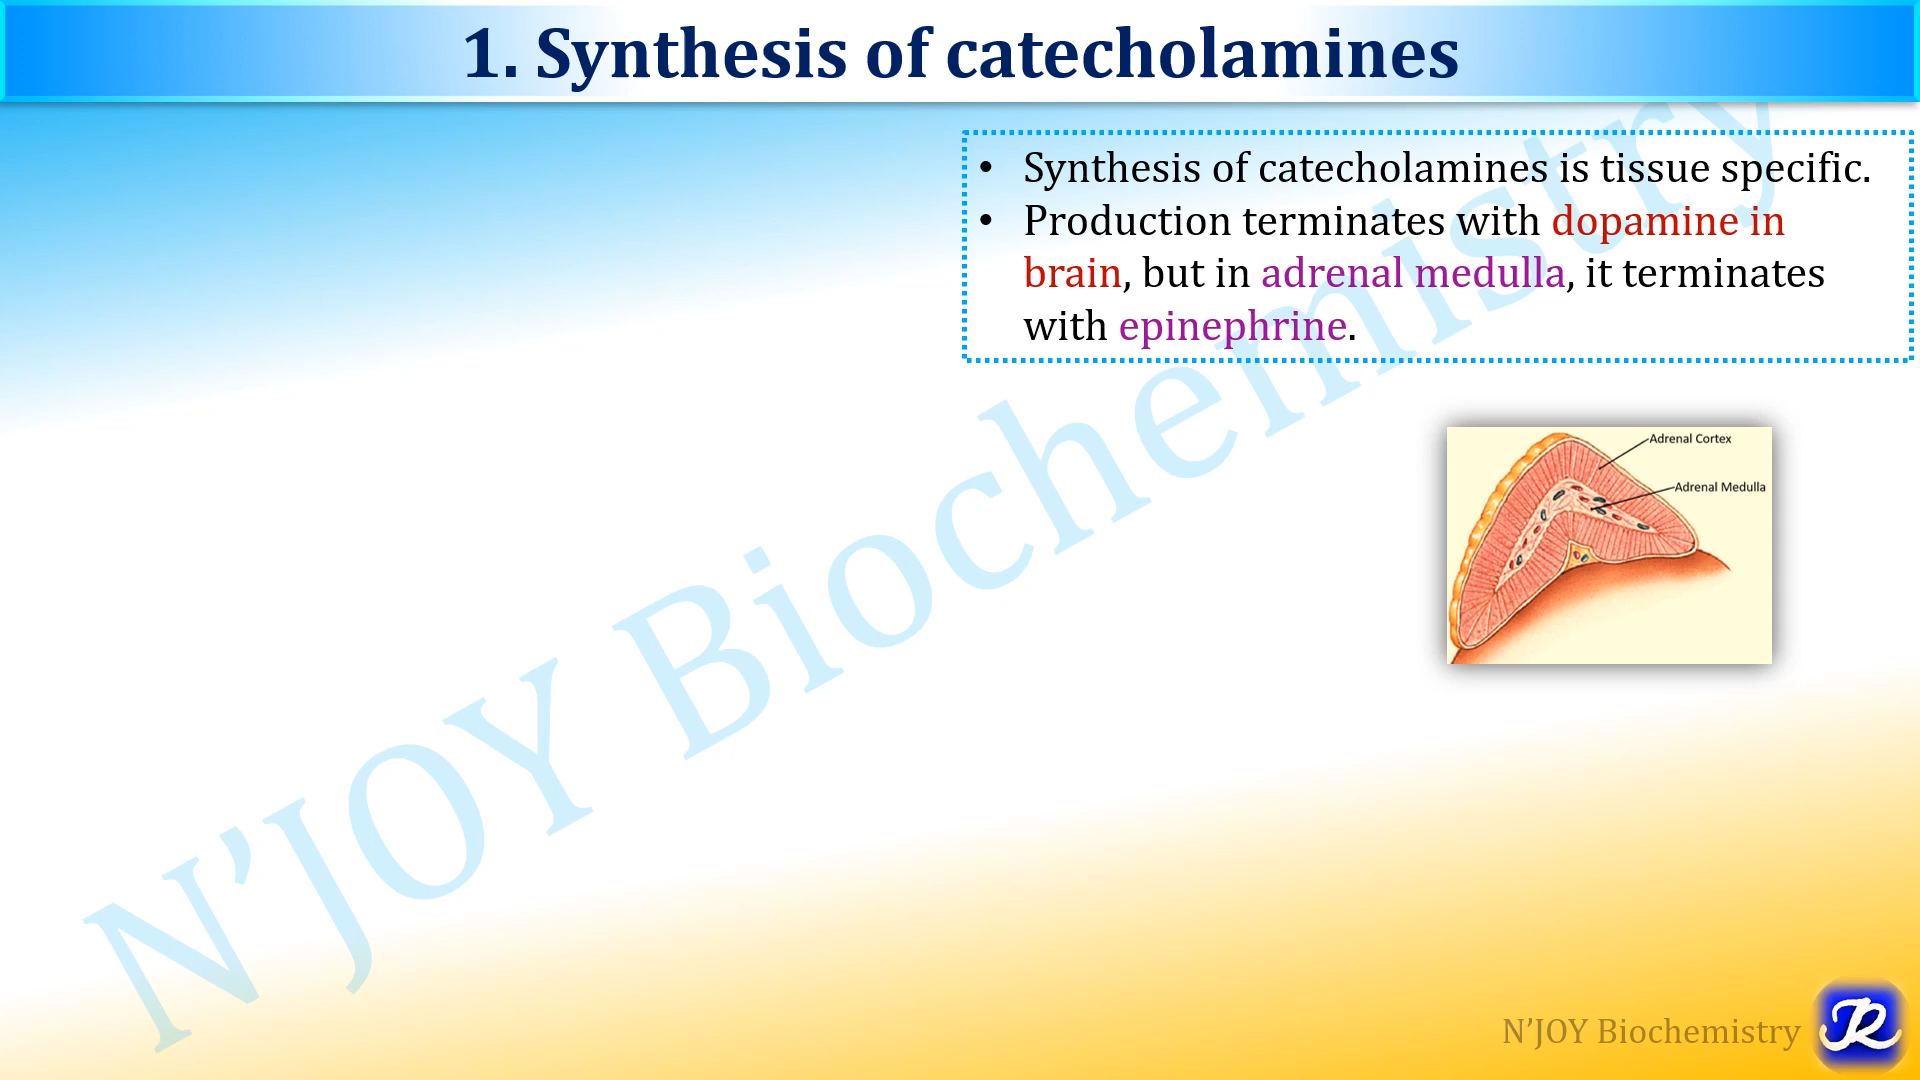 1. Synthesis of catecholamines
• Synthesis of catecholamines is tissue specific.
• Production terminates with dopamine in
brain, but in adrenal medulla, it terminates
with epinephrine.
Adrenal Cortex
Adrenal Medulla
N'JOY Biochemistry
N'JOY Biochemistry
JR